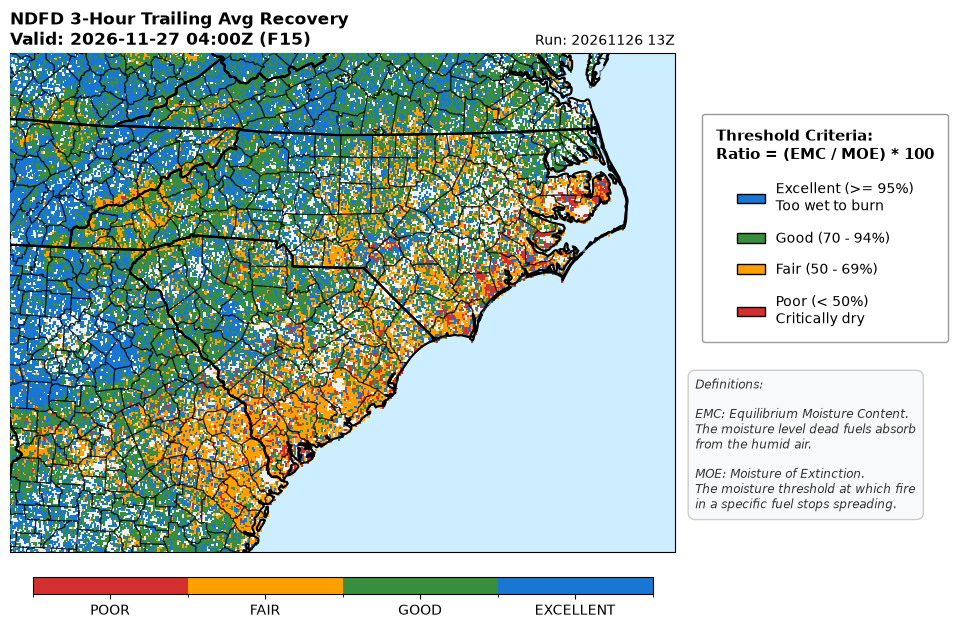 NDFD 3-Hour Trailing Avg Recovery
Valid: 2026-11-27 04:00Z (F15)
Run: 20261126 13Z
Threshold Criteria:
Ratio = (EMC / MOE) * 100
Excellent (>= 95%)
Too wet to burn
Good (70 - 94%)
Fair (50 - 69%)
Poor (< 50%)
Critically dry
Definitions:
EMC: Equilibrium Moisture Content.
The moisture level dead fuels absorb
from the humid air.
MOE: Moisture of Extinction.
The moisture threshold at which fire
in a specific fuel stops spreading.
POOR
FAIR
GOOD
EXCELLENT